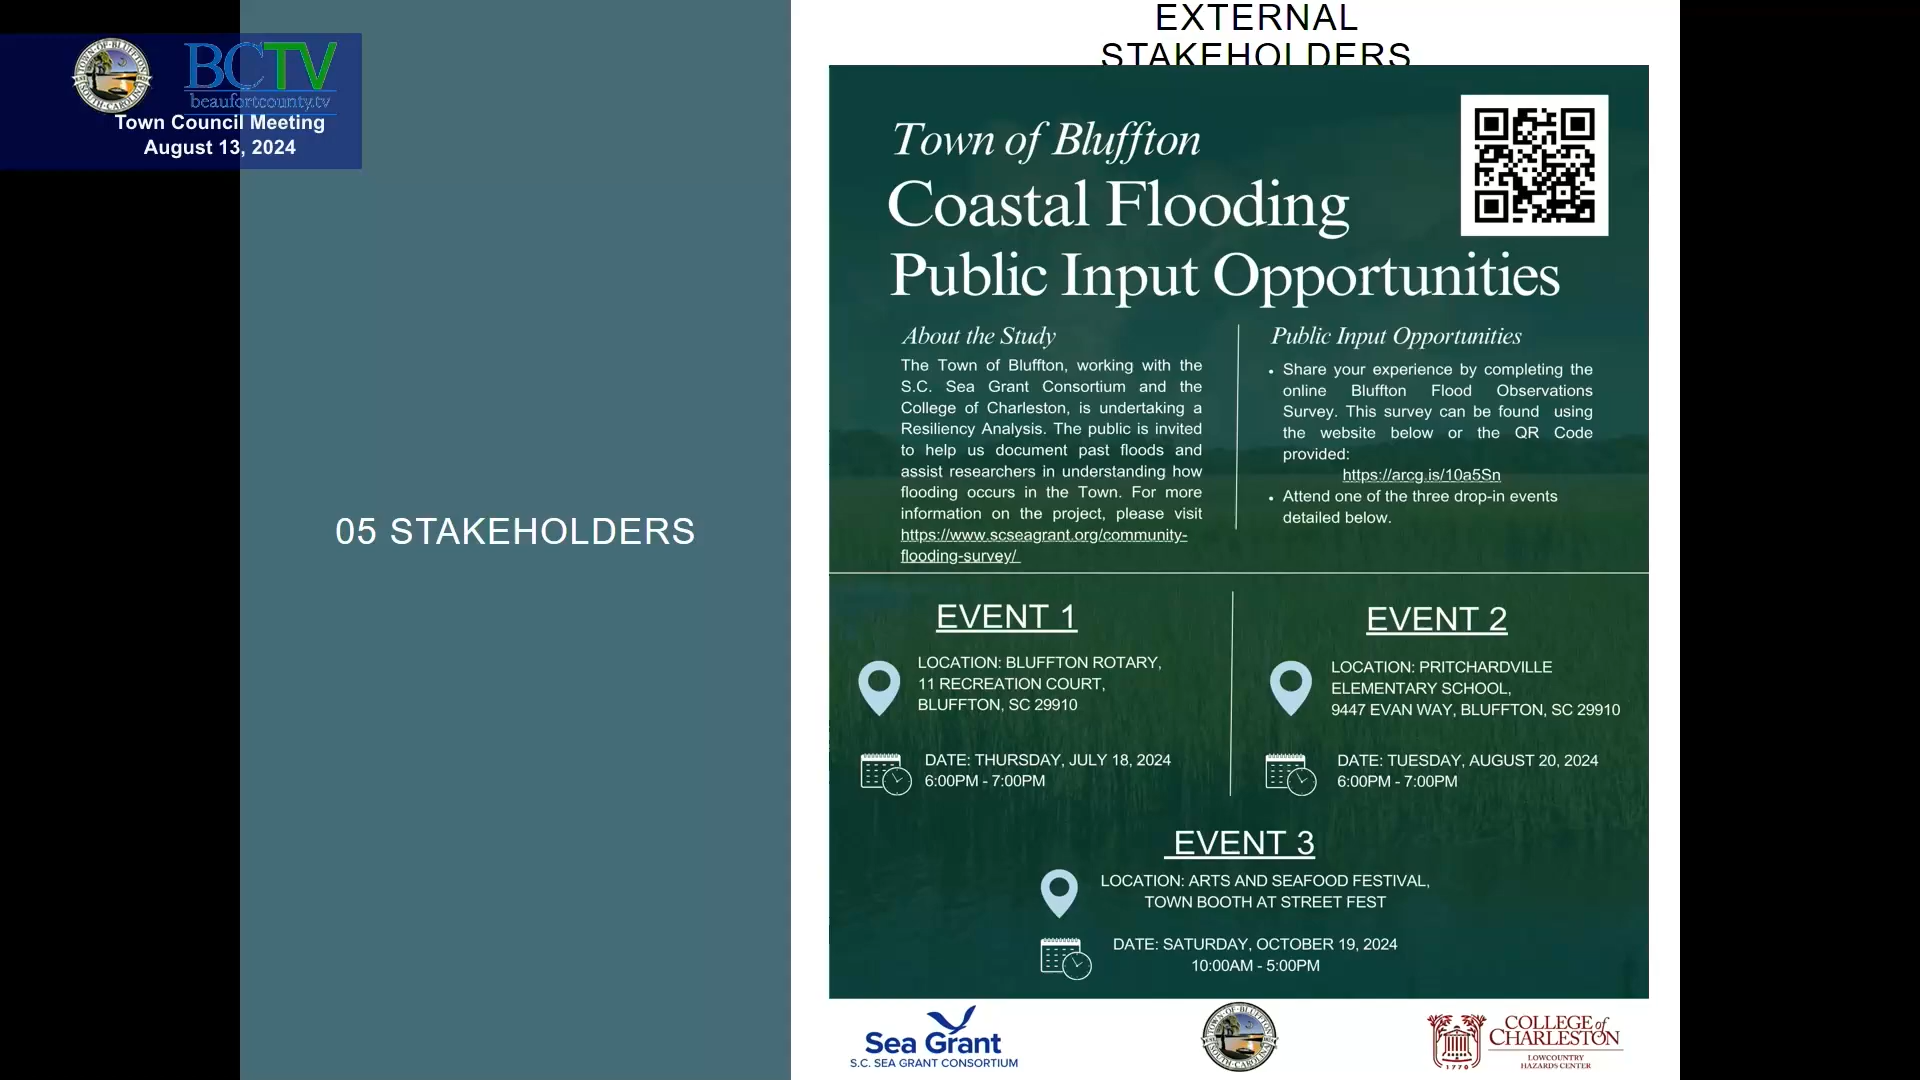 EXTERNAL
STAKEHOLDERS
BCTV
beaufortcounty.tv
Town Council Meeting
August 13, 2024
05 STAKEHOLDERS
Town of Bluffton
Coastal Flooding
Public Input Opportunities
About the Study
The Town of Bluffton, working with the
S.C. Sea Grant Consortium and the
College of Charleston, is undertaking a
Resiliency Analysis. The public is invited
to help us document past floods and
assist researchers in understanding how
flooding occurs in the Town. For more
information on the project, please visit
https://www.scseagrant.org/community-
flooding-survey/
Public Input Opportunities
• Share your experience by completing the
online Bluffton Flood Observations
Survey. This survey can be found using
the website below or the QR Code
provided:
https://arcg.is/10a5Sn
• Attend one of the three drop-in events
detailed below.
EVENT 1
LOCATION: BLUFFTON ROTARY,
11 RECREATION COURT,
BLUFFTON, SC 29910
DATE: THURSDAY, JULY 18, 2024
6:00PM - 7:00PM
EVENT 2
LOCATION: PRITCHARDVILLE
ELEMENTARY SCHOOL,
9447 EVAN WAY, BLUFFTON, SC 29910
DATE: TUESDAY, AUGUST 20, 2024
6:00PM - 7:00PM
EVENT 3
LOCATION: ARTS AND SEAFOOD FESTIVAL,
TOWN BOOTH AT STREET FEST
DATE: SATURDAY, OCTOBER 19, 2024
10:00AM - 5:00PM
Sea Grant
S.C. SEA GRANT CONSORTIUM
TOWN OF BLUFFTON
SOUTH CAROLINA
1770
COLLEGE of
CHARLESTON
LOWCOUNTRY
HAZARDS CENTER